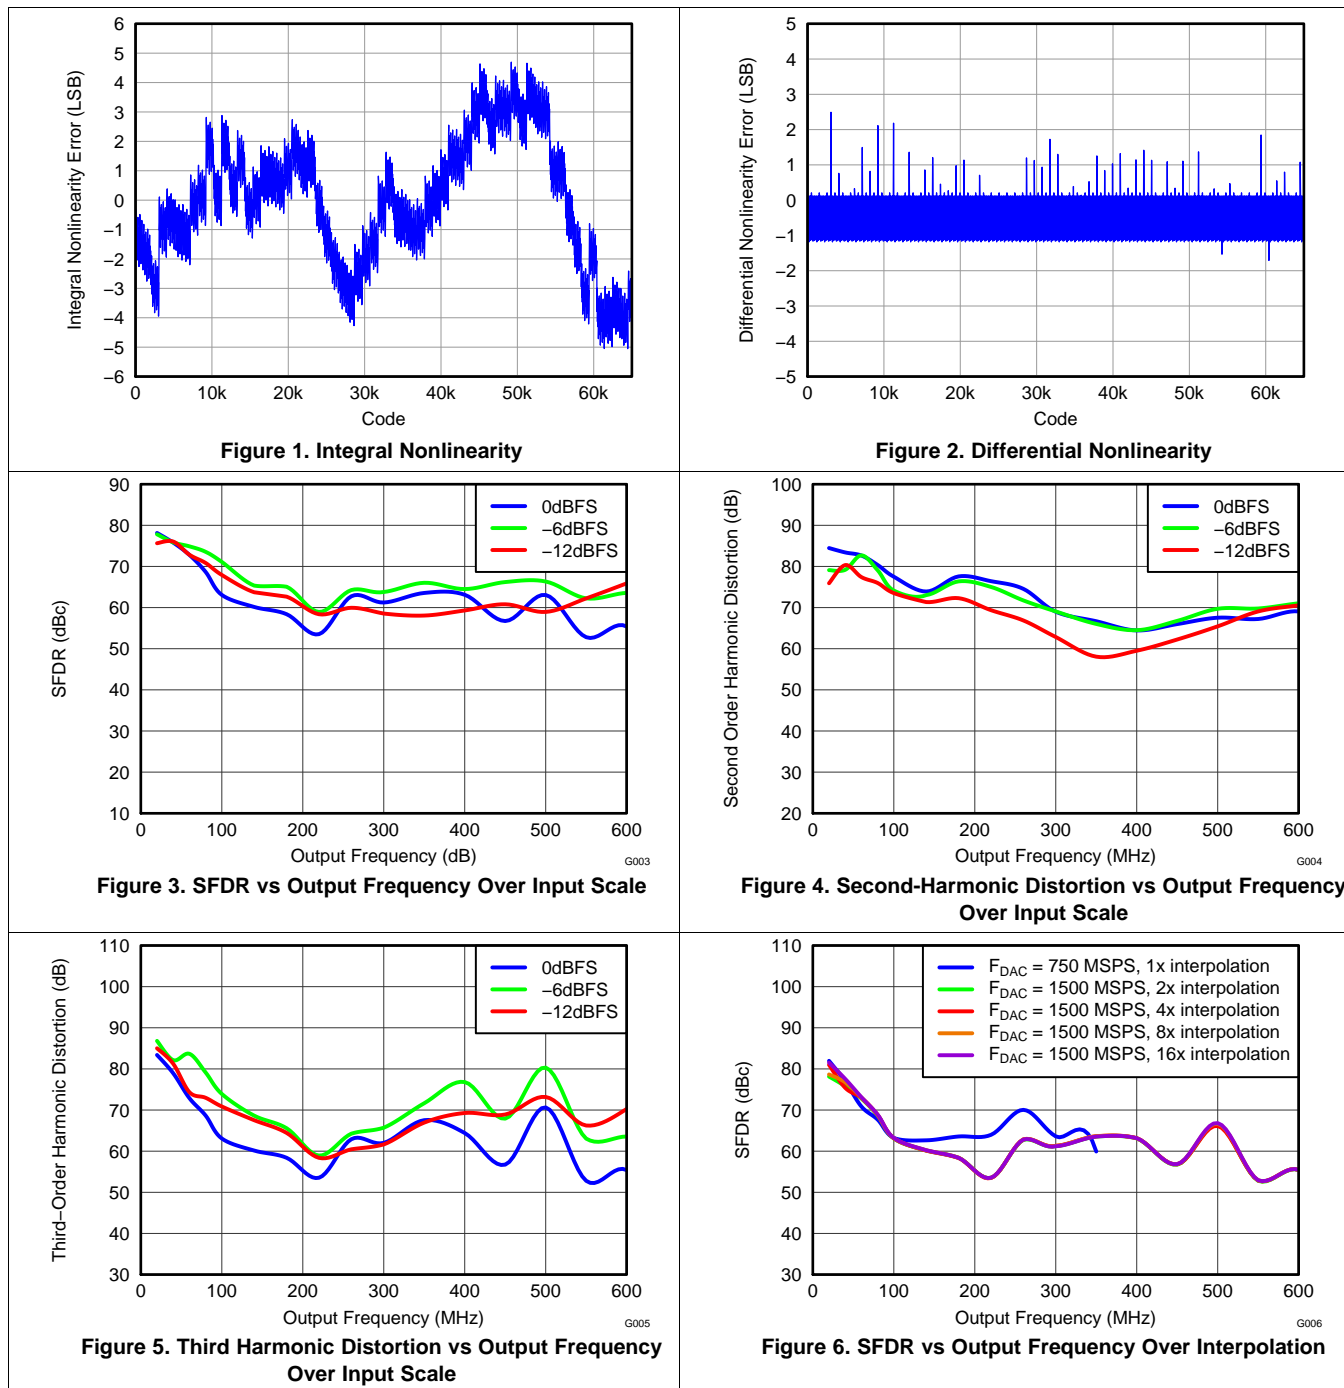 6
5
4
3
2
1
0
–1
–2
–3
–4
–5
–6
Integral Nonlinearity Error (LSB)
0 10k 20k 30k 40k 50k 60k
Code
Figure 1. Integral Nonlinearity
5
4
3
2
1
0
–1
–2
–3
–4
–5
Differential Nonlinearity Error (LSB)
0 10k 20k 30k 40k 50k 60k
Code
Figure 2. Differential Nonlinearity
90
80
70
60
50
40
30
20
10
SFDR (dBc)
0dBFS
–6dBFS
–12dBFS
0 100 200 300 400 500 600
Output Frequency (dB)
G003
Figure 3. SFDR vs Output Frequency Over Input Scale
100
90
80
70
60
50
40
30
20
Second Order Harmonic Distortion (dB)
0dBFS
–6dBFS
–12dBFS
0 100 200 300 400 500 600
Output Frequency (MHz)
G004
Figure 4. Second-Harmonic Distortion vs Output Frequency
Over Input Scale
110
100
90
80
70
60
50
40
30
Third–Order Harmonic Distortion (dB)
0dBFS
–6dBFS
–12dBFS
0 100 200 300 400 500 600
Output Frequency (MHz)
G005
Figure 5. Third Harmonic Distortion vs Output Frequency
Over Input Scale
110
100
90
80
70
60
50
40
30
SFDR (dBc)
FDAC = 750 MSPS, 1x interpolation
FDAC = 1500 MSPS, 2x interpolation
FDAC = 1500 MSPS, 4x interpolation
FDAC = 1500 MSPS, 8x interpolation
FDAC = 1500 MSPS, 16x interpolation
0 100 200 300 400 500 600
Output Frequency (MHz)
G006
Figure 6. SFDR vs Output Frequency Over Interpolation